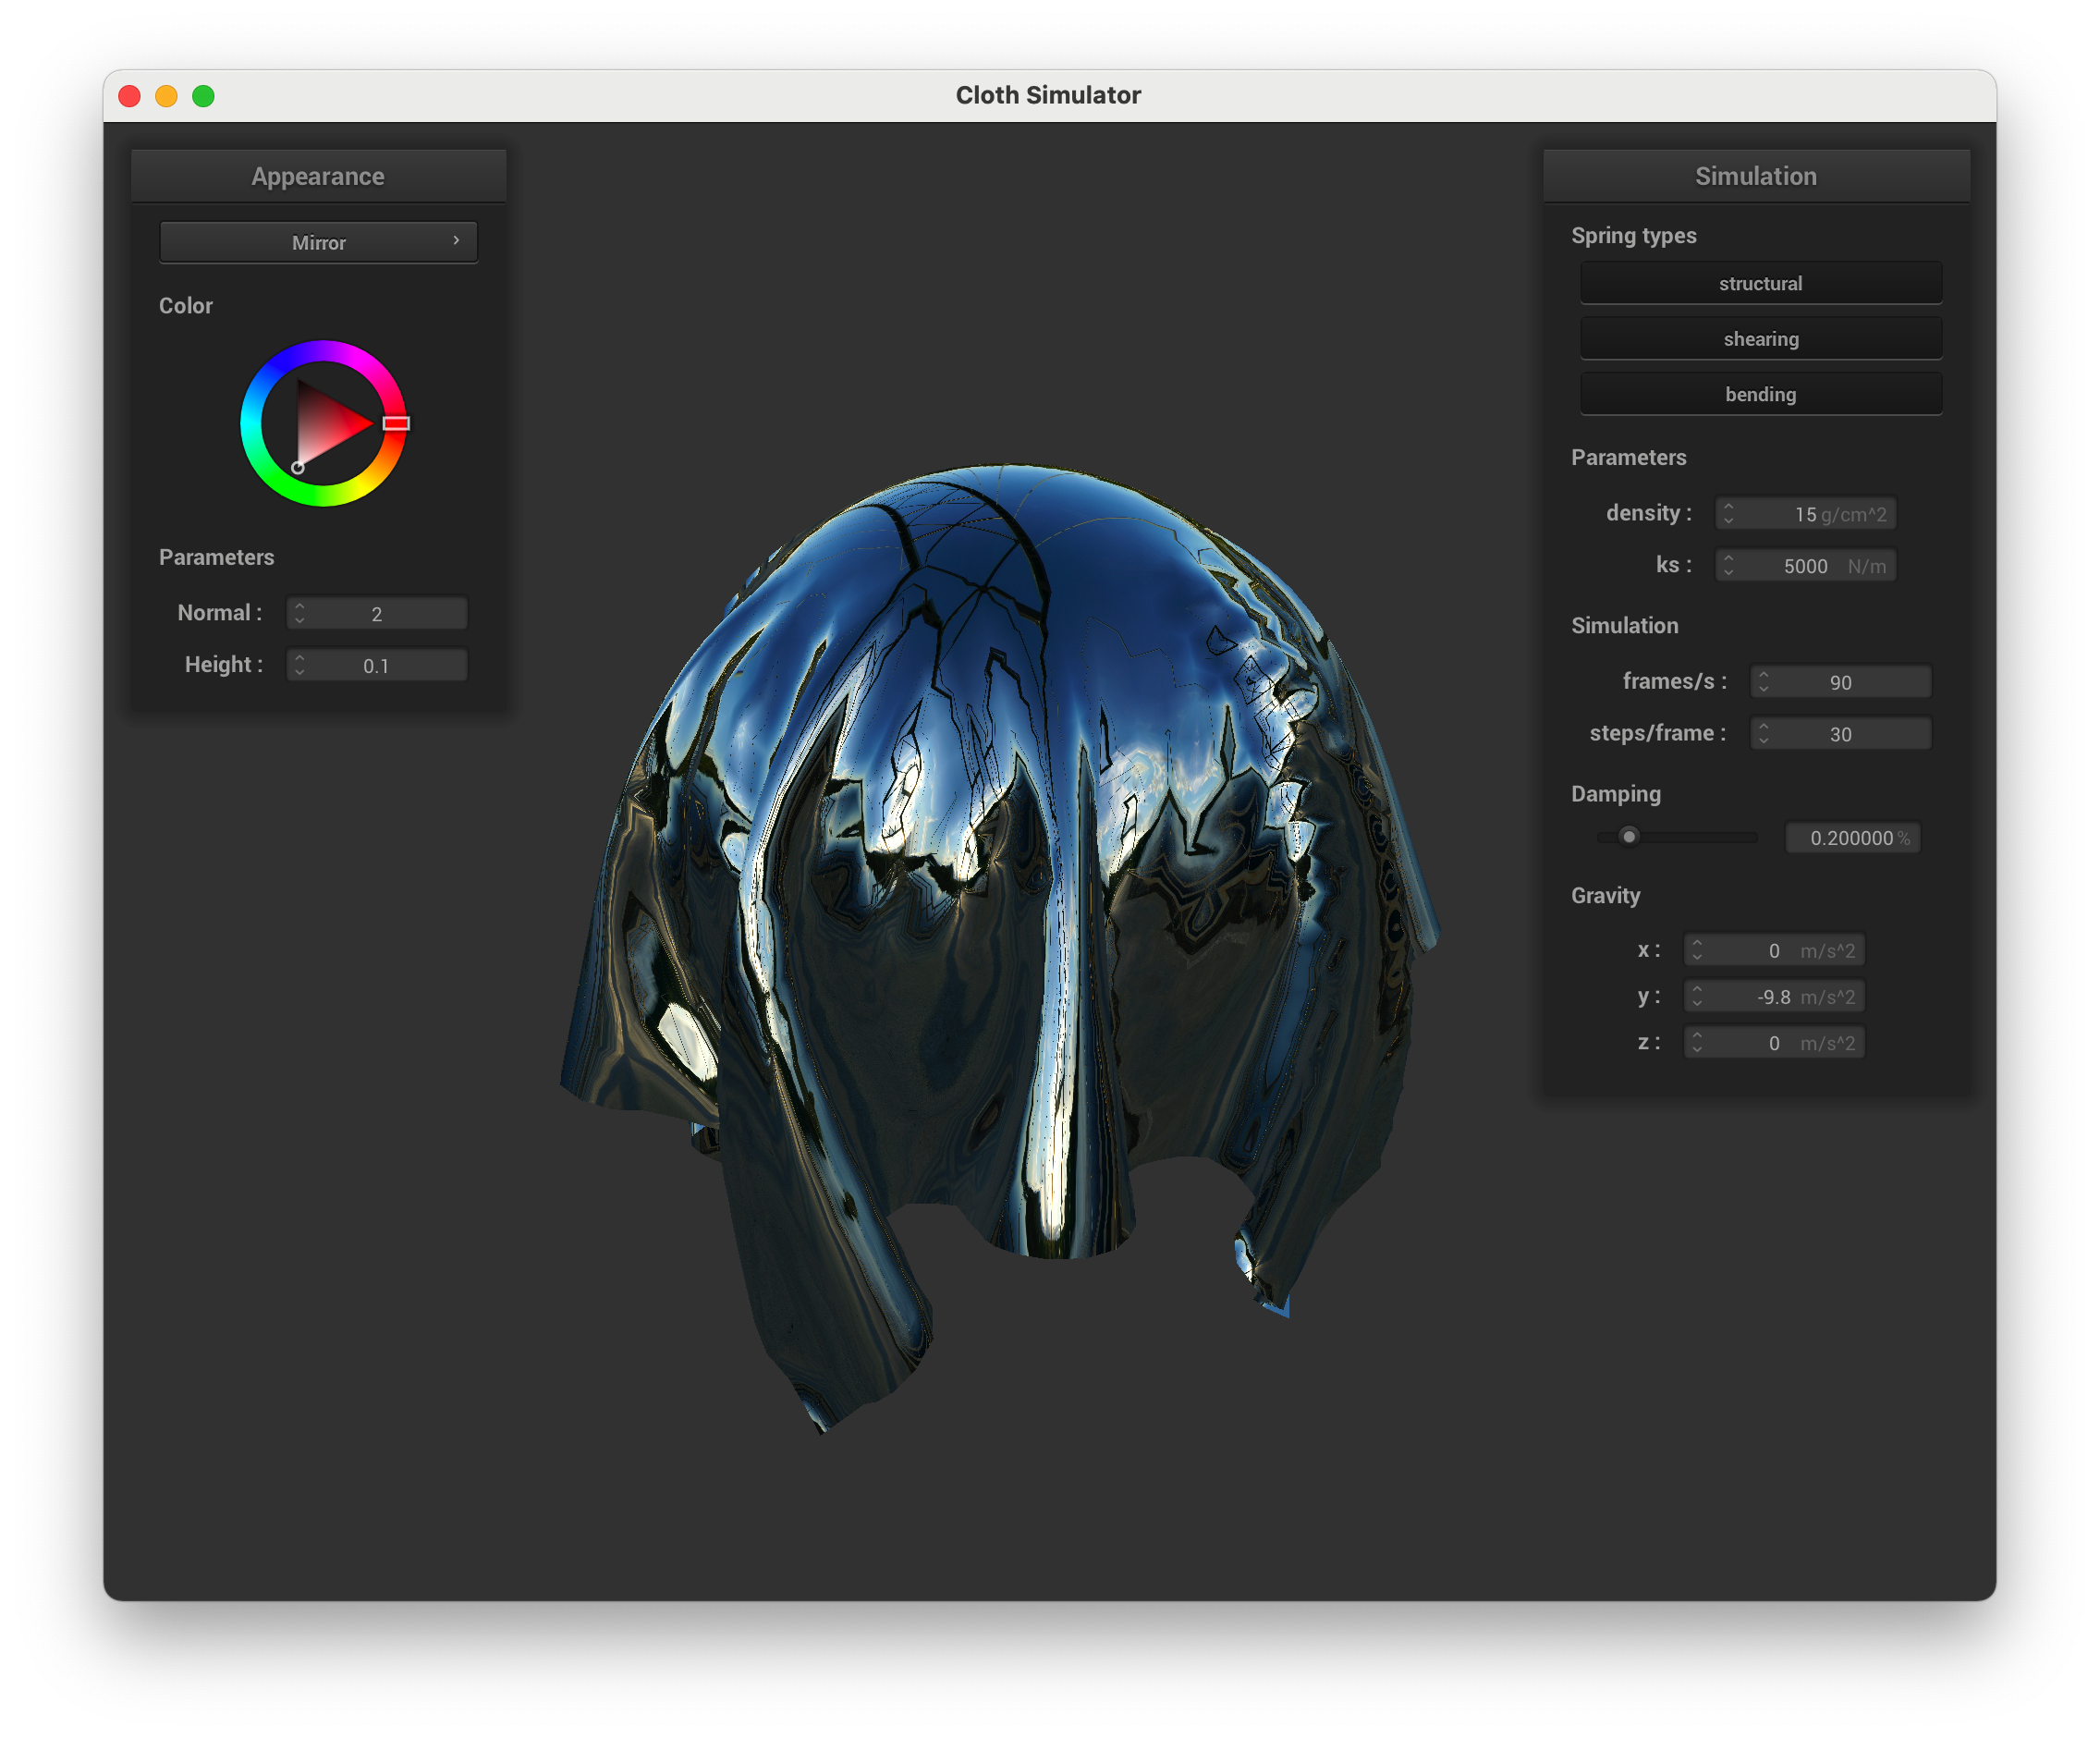 Cloth Simulator
Appearance
Mirror
Color
Parameters
Normal : 2
Height : 0.1
Simulation
Spring types
structural
shearing
bending
Parameters
density : 15 g/cm^2
ks : 5000 N/m
Simulation
frames/s : 90
steps/frame : 30
Damping
0.200000 %
Gravity
x : 0 m/s^2
y : -9.8 m/s^2
z : 0 m/s^2